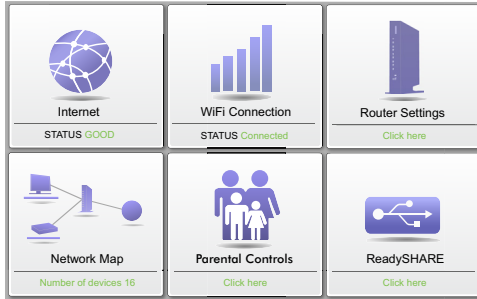 Internet
STATUS GOOD
WiFi Connection
STATUS Connected
Router Settings
Click here
Network Map
Number of devices 16
Parental Controls
Click here
ReadySHARE
Click here